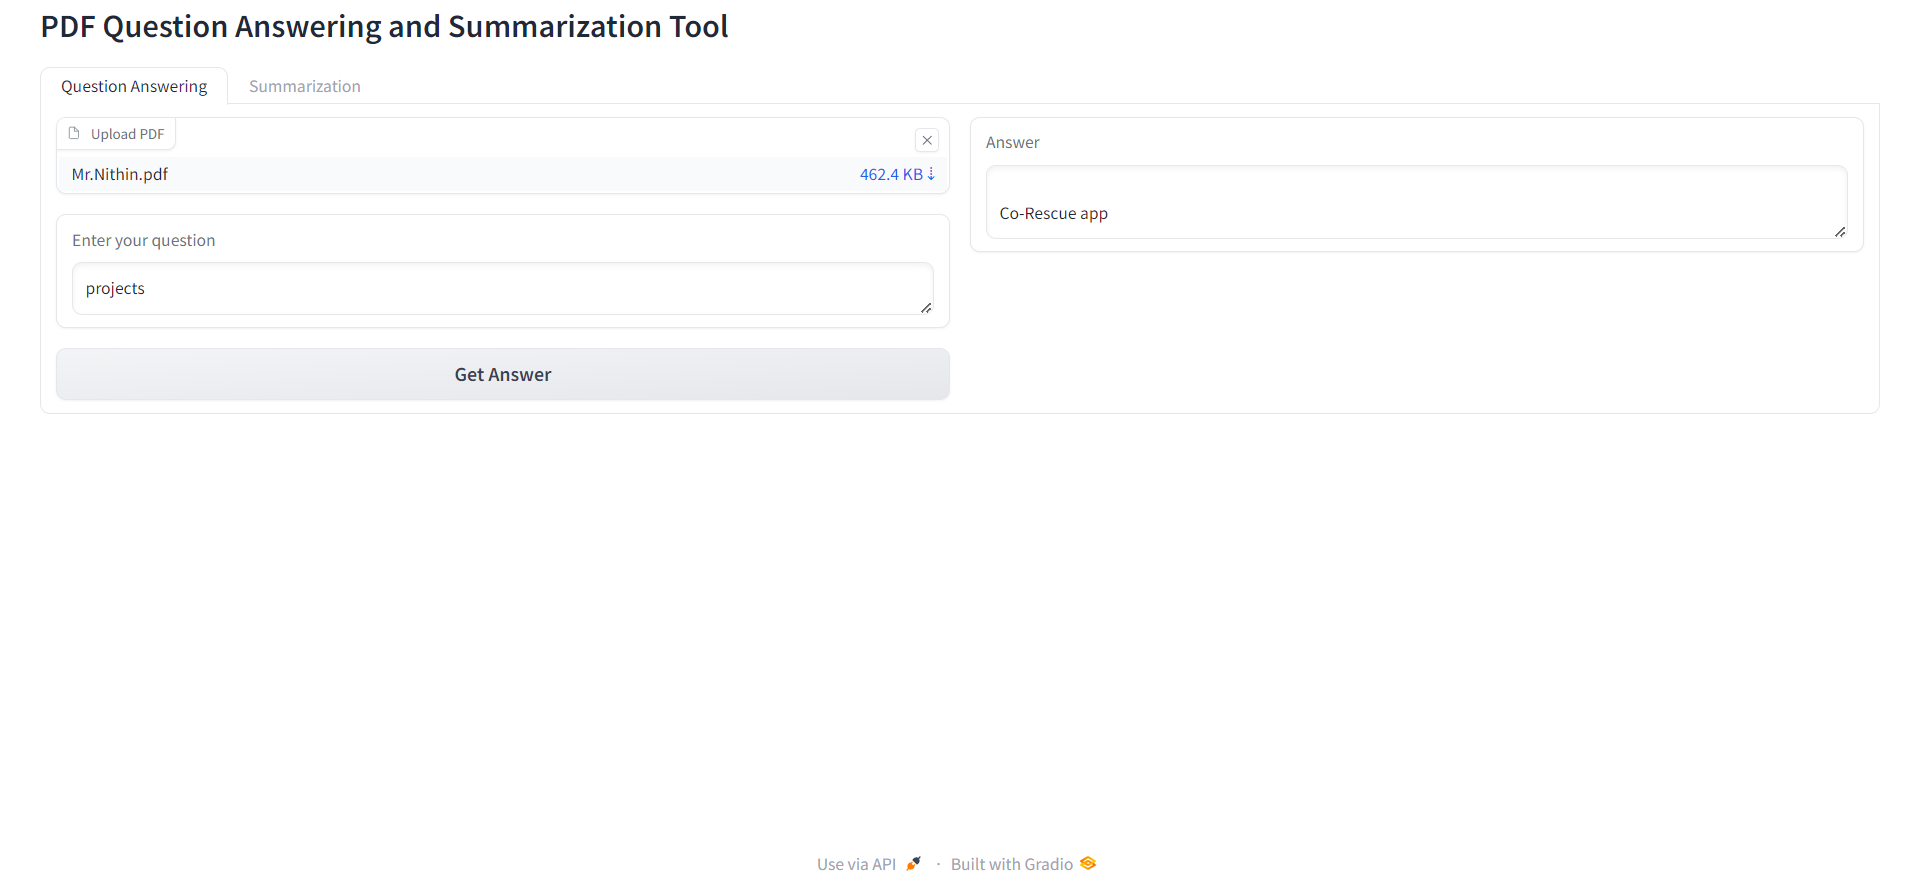 PDF Question Answering and Summarization Tool
Question Answering
Summarization
Upload PDF
Mr.Nithin.pdf
462.4 KB ↓
Enter your question
projects
Get Answer
Answer
Co-Rescue app
Use via API · Built with Gradio